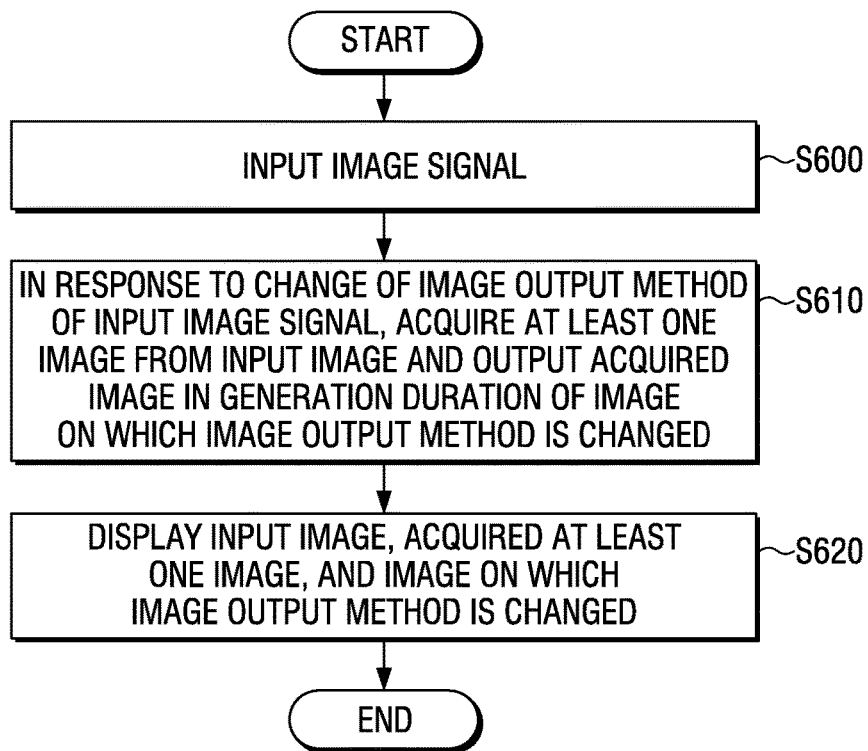 START
INPUT IMAGE SIGNAL
S600
IN RESPONSE TO CHANGE OF IMAGE OUTPUT METHOD
OF INPUT IMAGE SIGNAL, ACQUIRE AT LEAST ONE
IMAGE FROM INPUT IMAGE AND OUTPUT ACQUIRED
IMAGE IN GENERATION DURATION OF IMAGE
ON WHICH IMAGE OUTPUT METHOD IS CHANGED
S610
DISPLAY INPUT IMAGE, ACQUIRED AT LEAST
ONE IMAGE, AND IMAGE ON WHICH
IMAGE OUTPUT METHOD IS CHANGED
S620
END